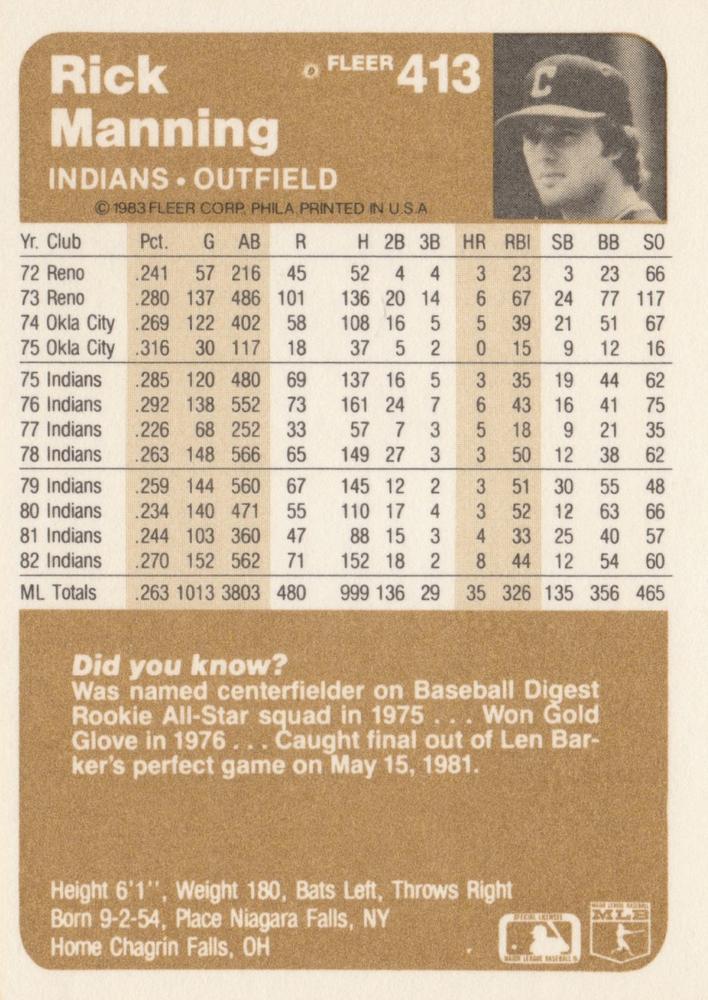 Rick FLEER 413
Manning
INDIANS • OUTFIELD
© 1983 FLEER CORP. PHILA. PRINTED IN U.S.A
Yr. Club Pct. G AB R H 2B 3B HR RBI SB BB SO
72 Reno .241 57 216 45 52 4 4 3 23 3 23 66
73 Reno .280 137 486 101 136 20 14 6 67 24 77 117
74 Okla City .269 122 402 58 108 16 5 5 39 21 51 67
75 Okla City .316 30 117 18 37 5 2 0 15 9 12 16
75 Indians .285 120 480 69 137 16 5 3 35 19 44 62
76 Indians .292 138 552 73 161 24 7 6 43 16 41 75
77 Indians .226 68 252 33 57 7 3 5 18 9 21 35
78 Indians .263 148 566 65 149 27 3 3 50 12 38 62
79 Indians .259 144 560 67 145 12 2 3 51 30 55 48
80 Indians .234 140 471 55 110 17 4 3 52 12 63 66
81 Indians .244 103 360 47 88 15 3 4 33 25 40 57
82 Indians .270 152 562 71 152 18 2 8 44 12 54 60
ML Totals .263 1013 3803 480 999 136 29 35 326 135 356 465
Did you know?
Was named centerfielder on Baseball Digest
Rookie All-Star squad in 1975 . . . Won Gold
Glove in 1976 . . . Caught final out of Len Bar-
ker's perfect game on May 15, 1981.
Height 6'1'', Weight 180, Bats Left, Throws Right
Born 9-2-54, Place Niagara Falls, NY
Home Chagrin Falls, OH
C
OFFICIAL LICENSEE
MAJOR LEAGUE BASEBALL
MAJOR LEAGUE BASEBALL
MLB